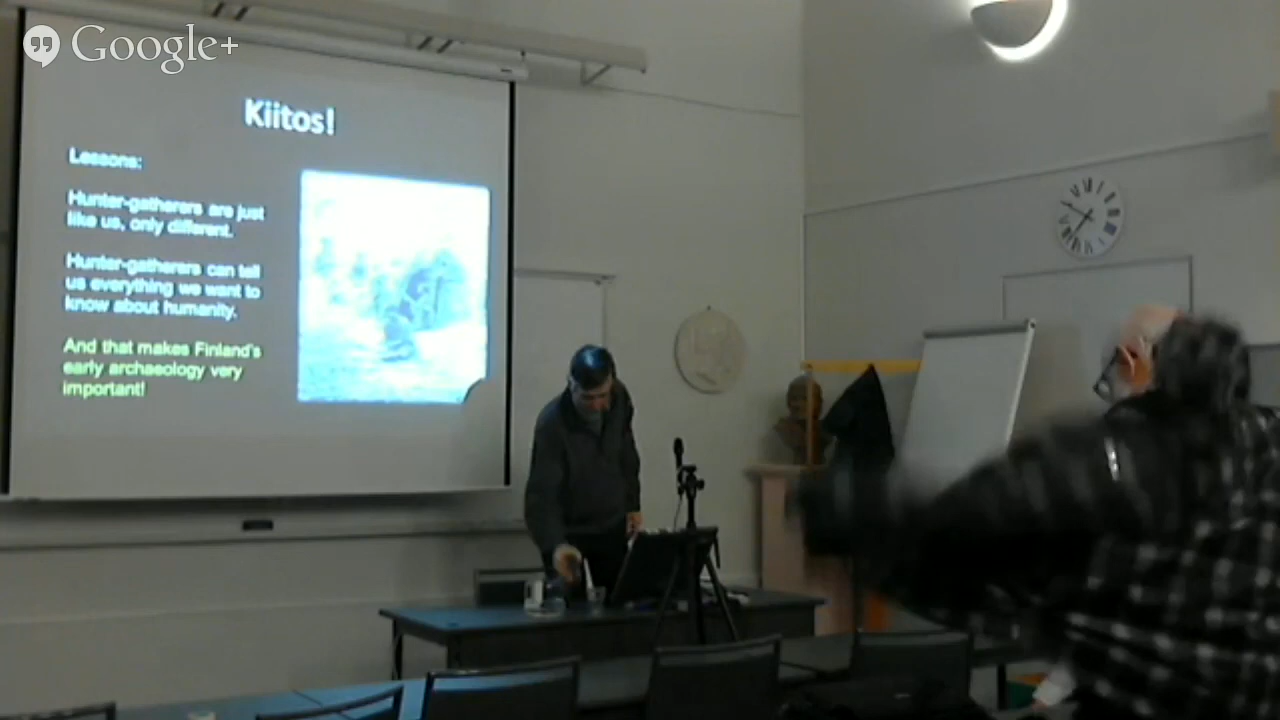 Google+
Kiitos!
Lessons:
Hunter-gatherers are just
like us, only different.
Hunter-gatherers can tell
us everything we want to
know about humanity.
And that makes Finland's
early archaeology very
important!